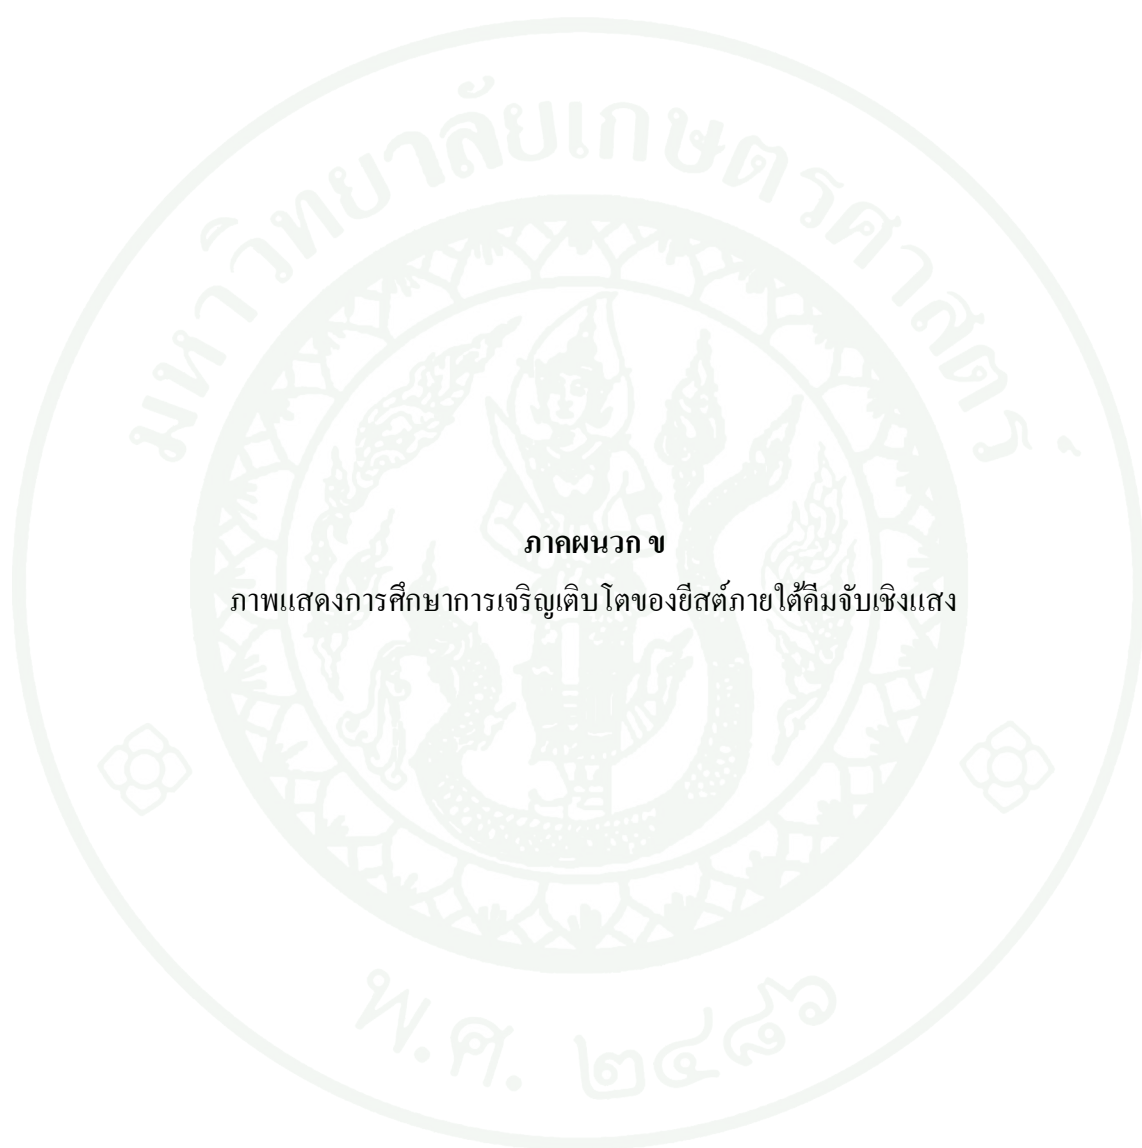 มหาวิทยาลัยเกษตรศาสตร์
ภาคผนวก ข
ภาพแสดงการศึกษาการเจริญเติบโตของยีสต์ภายใต้คีมจับเชิงแสง
พ.ศ. ๒๔๘๖